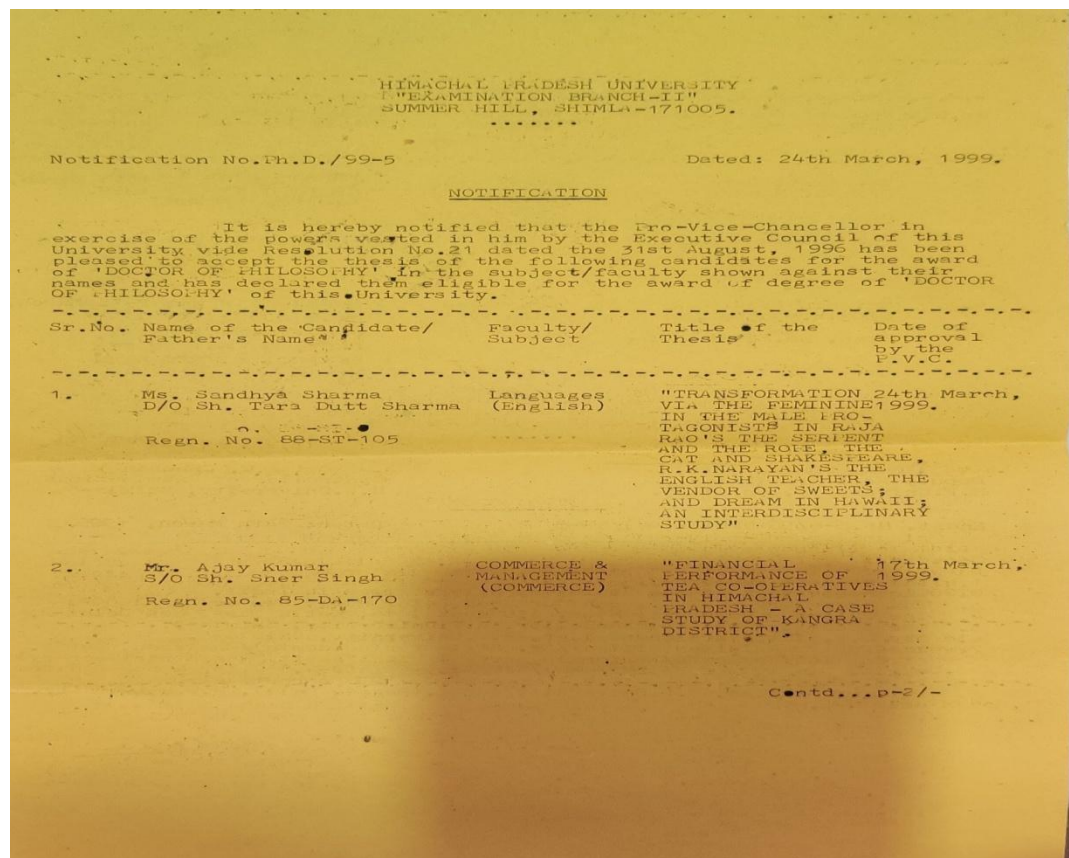 HIMACHAL PRADESH UNIVERSITY
"EXAMINATION BRANCH-II"
SUMMER HILL, SHIMLA-171005.
Notification No.Ph.D./99-5 Dated: 24th March, 1999.
NOTIFICATION
It is hereby notified that the Pro-Vice-Chancellor in
exercise of the powers vested in him by the Executive Council of this
University vide Resolution No.21 dated the 31st August, 1996 has been
pleased to accept the thesis of the following candidates for the award
of 'DOCTOR OF PHILOSOPHY' in the subject/faculty shown against their
names and has declared them eligible for the award of degree of 'DOCTOR
OF PHILOSOPHY' of this University.
Sr.No. Name of the Candidate/ Faculty/ Title of the Date of
Father's Name Subject Thesis approval
by the
P.V.C.
1. Ms. Sandhya Sharma Languages "TRANSFORMATION 24th March,
D/O Sh. Tara Dutt Sharma (English) VIA THE FEMININE 1999.
IN THE MALE PRO-
TAGONISTS IN RAJA
Regn. No. 88-ST-105 RAO'S THE SERPENT
AND THE ROPE, THE
CAT AND SHAKESPEARE,
R.K.NARAYAN'S THE
ENGLISH TEACHER, THE
VENDOR OF SWEETS;
AND DREAM IN HAWAII;
AN INTERDISCIPLINARY
STUDY"
2. Mr. Ajay Kumar COMMERCE & "FINANCIAL 17th March,
S/O Sh. Sher Singh MANAGEMENT PERFORMANCE OF 1999.
(COMMERCE) TEA CO-OPERATIVES
Regn. No. 85-DA-170 IN HIMACHAL
PRADESH - A CASE
STUDY OF KANGRA
DISTRICT".
Contd...p-2/-